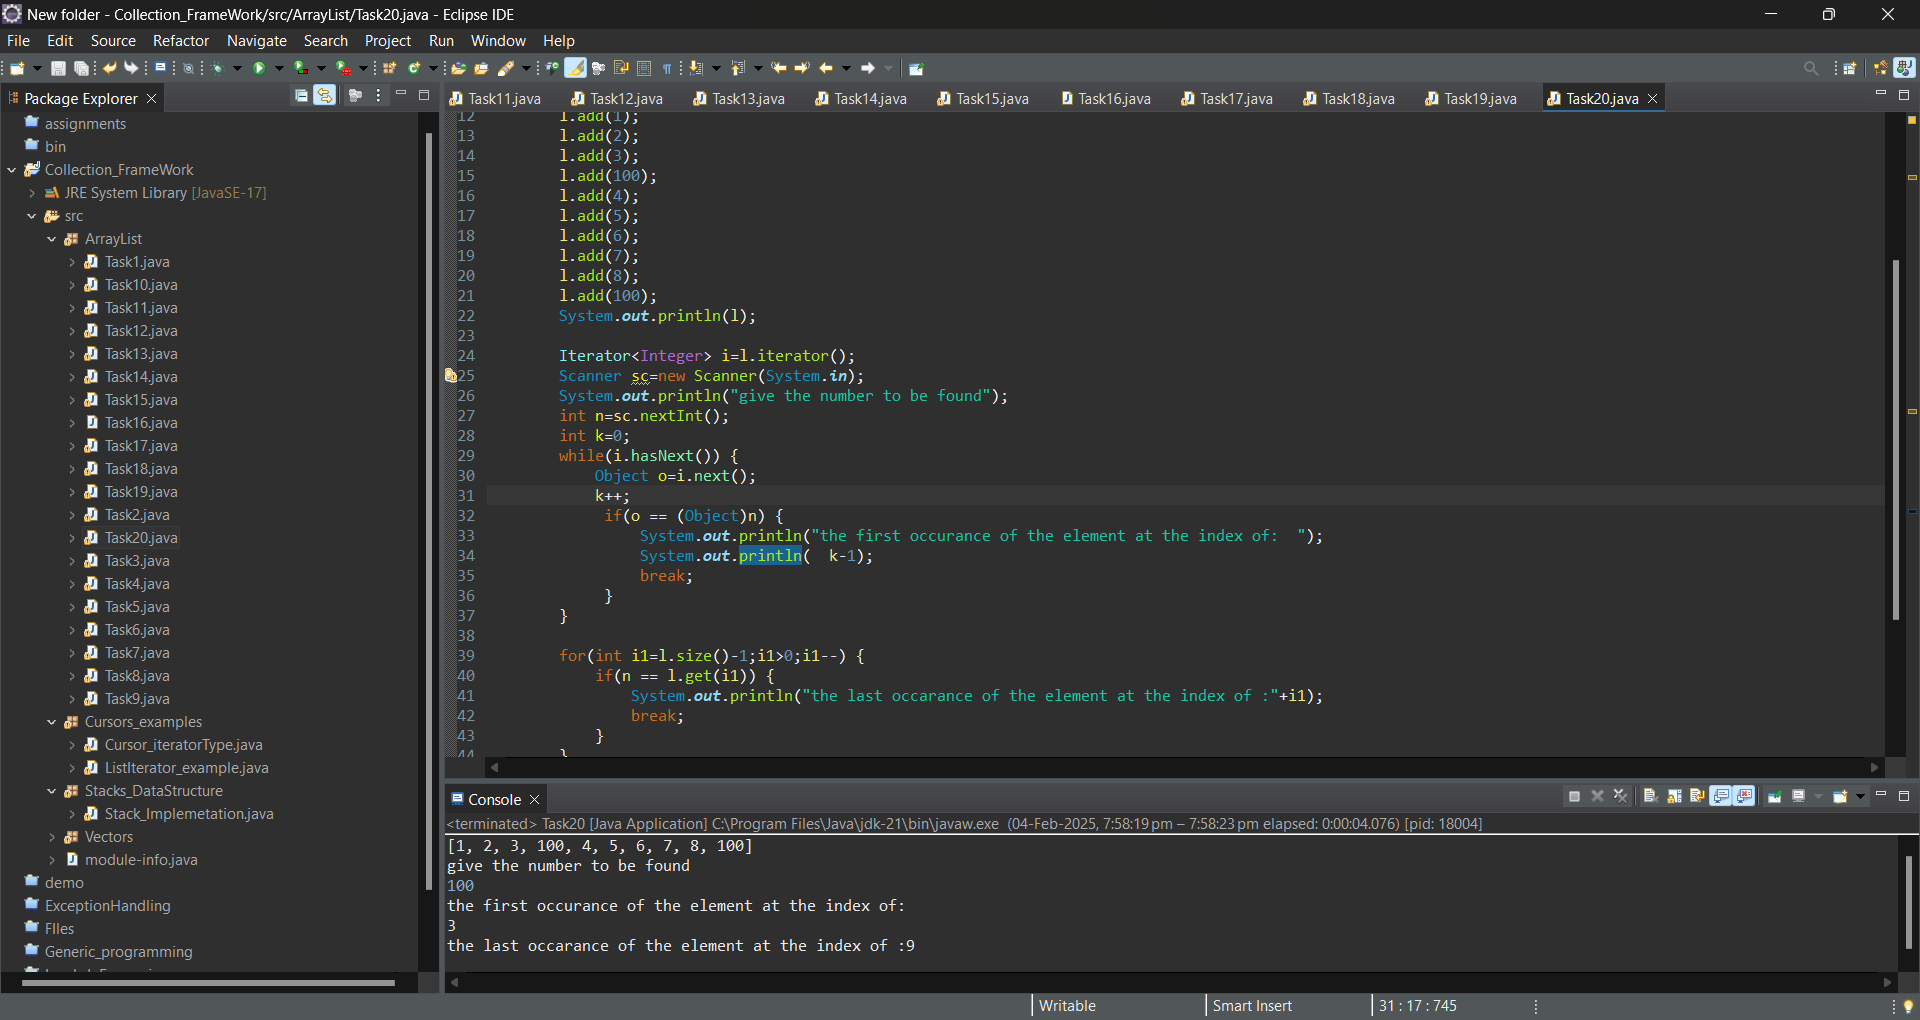 New folder - Collection_FrameWork/src/ArrayList/Task20.java - Eclipse IDE
File Edit Source Refactor Navigate Search Project Run Window Help
Package Explorer
assignments
bin
Collection_FrameWork
JRE System Library [JavaSE-17]
src
ArrayList
Task1.java
Task10.java
Task11.java
Task12.java
Task13.java
Task14.java
Task15.java
Task16.java
Task17.java
Task18.java
Task19.java
Task2.java
Task20.java
Task3.java
Task4.java
Task5.java
Task6.java
Task7.java
Task8.java
Task9.java
Cursors_examples
Cursor_iteratorType.java
ListIterator_example.java
Stacks_DataStructure
Stack_Implemetation.java
Vectors
module-info.java
demo
ExceptionHandling
FIles
Generic_programming
Task11.java Task12.java Task13.java Task14.java Task15.java Task16.java Task17.java Task18.java Task19.java Task20.java
12 l.add(1);
13 l.add(2);
14 l.add(3);
15 l.add(100);
16 l.add(4);
17 l.add(5);
18 l.add(6);
19 l.add(7);
20 l.add(8);
21 l.add(100);
22 System.out.println(l);
23
24 Iterator<Integer> i=l.iterator();
25 Scanner sc=new Scanner(System.in);
26 System.out.println("give the number to be found");
27 int n=sc.nextInt();
28 int k=0;
29 while(i.hasNext()) {
30 Object o=i.next();
31 k++;
32 if(o == (Object)n) {
33 System.out.println("the first occurance of the element at the index of:  ");
34 System.out.println(  k-1);
35 break;
36 }
37 }
38
39 for(int i1=l.size()-1;i1>0;i1--) {
40 if(n == l.get(i1)) {
41 System.out.println("the last occarance of the element at the index of :"+i1);
42 break;
43 }
44 }
Console
<terminated> Task20 [Java Application] C:\Program Files\Java\jdk-21\bin\javaw.exe (04-Feb-2025, 7:58:19 pm – 7:58:23 pm elapsed: 0:00:04.076) [pid: 18004]
[1, 2, 3, 100, 4, 5, 6, 7, 8, 100]
give the number to be found
100
the first occurance of the element at the index of:
3
the last occarance of the element at the index of :9
Writable Smart Insert 31 : 17 : 745